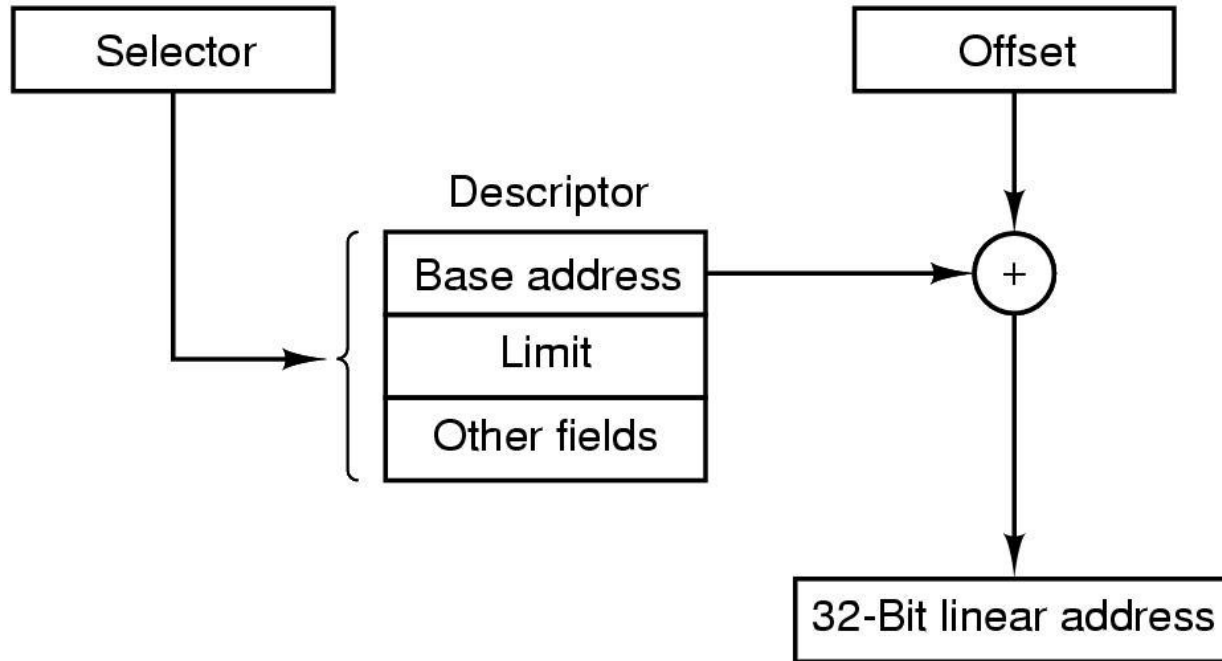 Selector
Offset
Descriptor
Base address
+
Limit
Other fields
32-Bit linear address